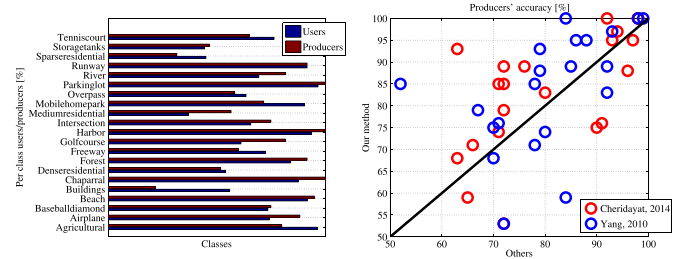 Per class users/producers [%]
Tenniscourt
Storagetanks
Sparseresidential
Runway
River
Parkinglot
Overpass
Mobilehomepark
Mediumresidential
Intersection
Harbor
Golfcourse
Freeway
Forest
Denseresidential
Chaparral
Buildings
Beach
Baseballdiamond
Airplane
Agricultural
Users
Producers
Classes
Producers' accuracy [%]
Our method
100
95
90
85
80
75
70
65
60
55
50
50
60
70
80
90
100
Others
Cheridayat, 2014
Yang, 2010